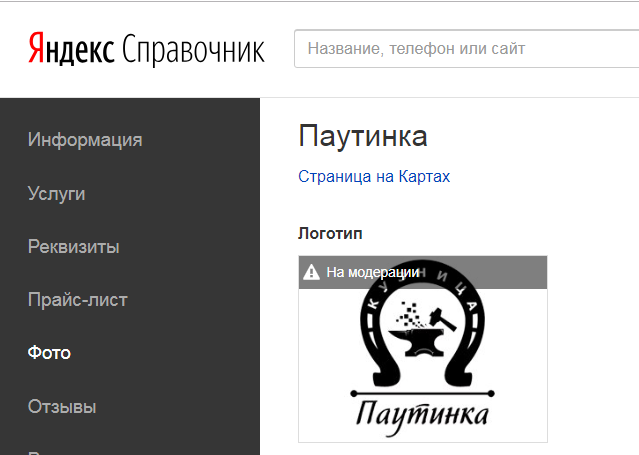 Яндекс Справочник
Название, телефон или сайт
Информация
Услуги
Реквизиты
Прайс-лист
Фото
Отзывы
Паутинка
Страница на Картах
Логотип
На модерации
КУЗНИЦА
Паутинка